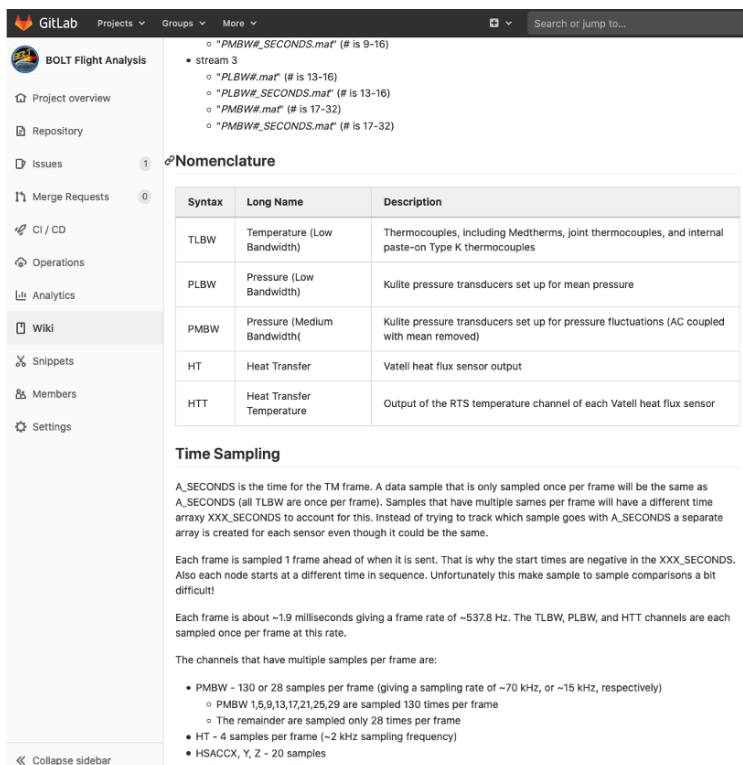 GitLab Projects Groups More Search or jump to...
BOLT Flight Analysis
Project overview
Repository
Issues 1
Merge Requests 0
CI / CD
Operations
Analytics
Wiki
Snippets
Members
Settings
Collapse sidebar
"PMBW#_SECONDS.mat" (# is 9-16)
stream 3
"PLBW#.mat" (# is 13-16)
"PLBW#_SECONDS.mat" (# is 13-16)
"PMBW#.mat" (# is 17-32)
"PMBW#_SECONDS.mat" (# is 17-32)
Nomenclature
Syntax Long Name Description
TLBW Temperature (Low Bandwidth) Thermocouples, including Medtherms, joint thermocouples, and internal paste-on Type K thermocouples
PLBW Pressure (Low Bandwidth) Kulite pressure transducers set up for mean pressure
PMBW Pressure (Medium Bandwidth( Kulite pressure transducers set up for pressure fluctuations (AC coupled with mean removed)
HT Heat Transfer Vatell heat flux sensor output
HTT Heat Transfer Temperature Output of the RTS temperature channel of each Vatell heat flux sensor
Time Sampling
A_SECONDS is the time for the TM frame. A data sample that is only sampled once per frame will be the same as
A_SECONDS (all TLBW are once per frame). Samples that have multiple sames per frame will have a different time
arraxy XXX_SECONDS to account for this. Instead of trying to track which sample goes with A_SECONDS a separate
array is created for each sensor even though it could be the same.
Each frame is sampled 1 frame ahead of when it is sent. That is why the start times are negative in the XXX_SECONDS.
Also each node starts at a different time in sequence. Unfortunately this make sample to sample comparisons a bit
difficult!
Each frame is about ~1.9 milliseconds giving a frame rate of ~537.8 Hz. The TLBW, PLBW, and HTT channels are each
sampled once per frame at this rate.
The channels that have multiple samples per frame are:
PMBW - 130 or 28 samples per frame (giving a sampling rate of ~70 kHz, or ~15 kHz, respectively)
PMBW 1,5,9,13,17,21,25,29 are sampled 130 times per frame
The remainder are sampled only 28 times per frame
HT - 4 samples per frame (~2 kHz sampling frequency)
HSACCX, Y, Z - 20 samples